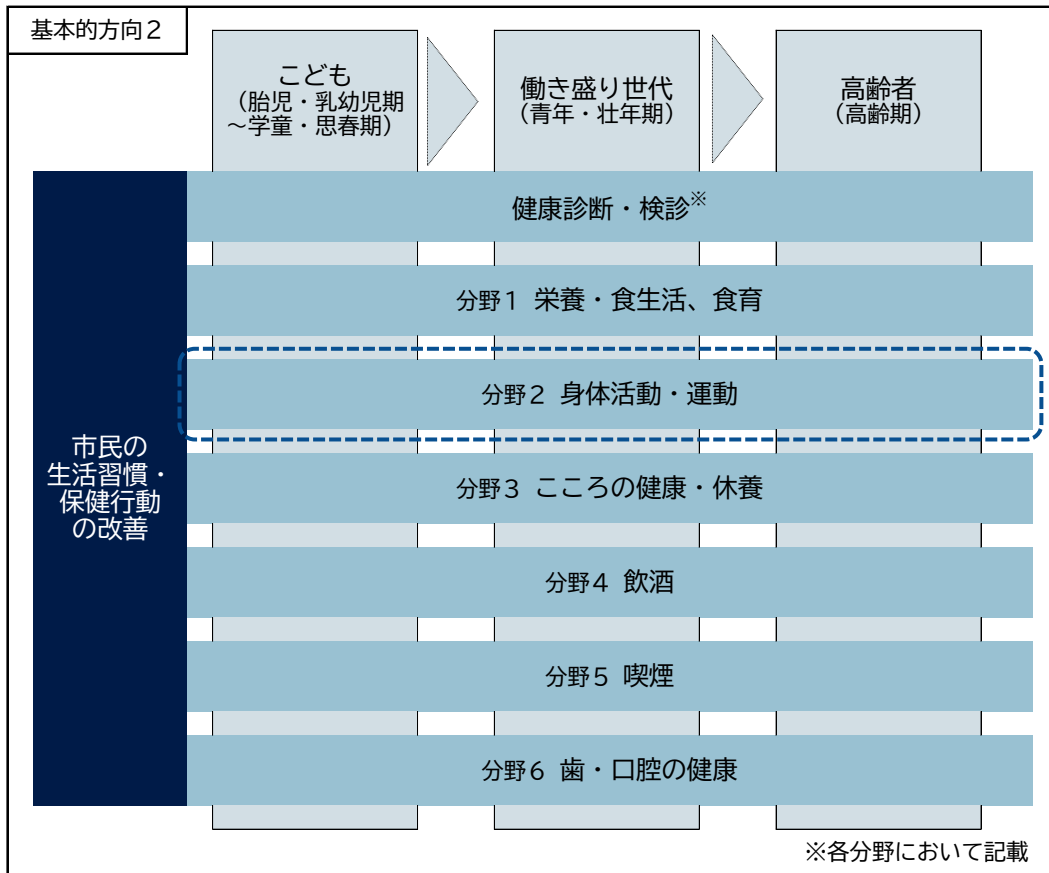 基本的方向２
こども
（胎児・乳幼児期
～学童・思春期）
働き盛り世代
（青年・壮年期）
高齢者
（高齢期）
市民の
生活習慣・
保健行動
の改善
健康診断・検診※
分野１ 栄養・食生活、食育
分野２ 身体活動・運動
分野３ こころの健康・休養
分野４ 飲酒
分野５ 喫煙
分野６ 歯・口腔の健康
※各分野において記載